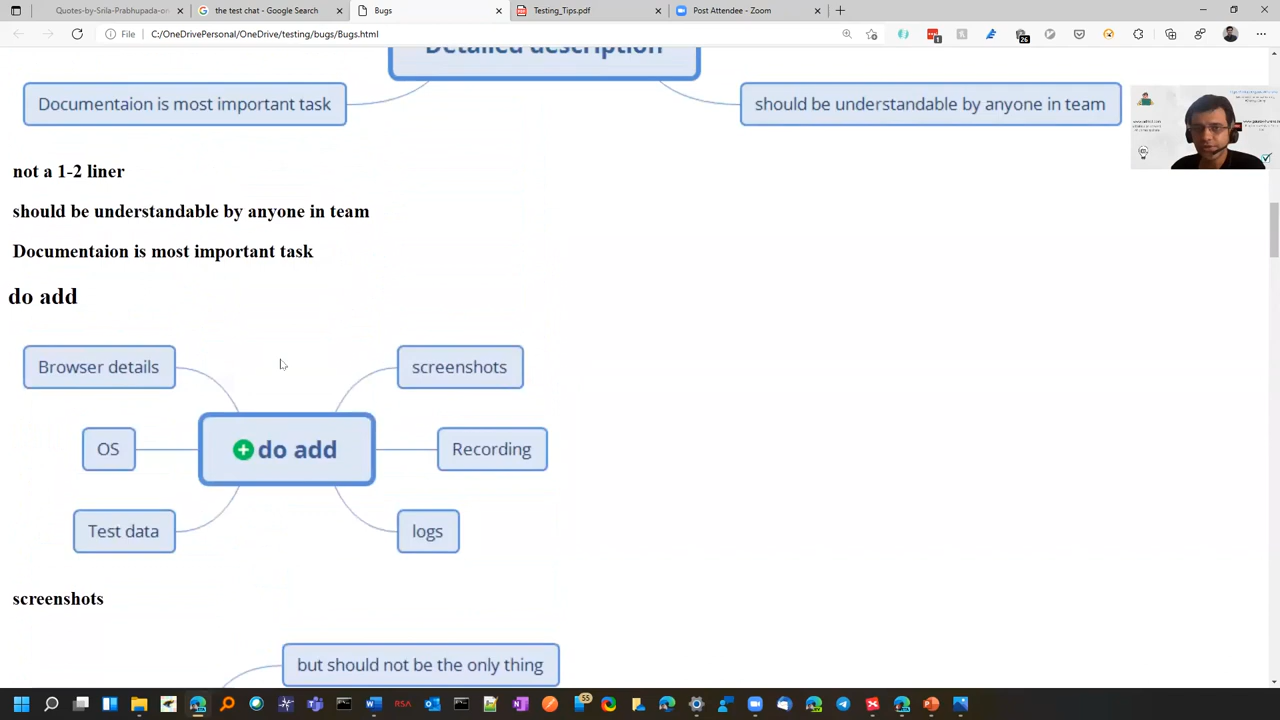 Quotes-by-Srila-Prabhupada-on
the test chat - Google Search
Bugs
Testing_Tips.pdf
Post Attendee - Zoom
File
C:/OneDrivePersonal/OneDrive/testing/bugs/Bugs.html
Detailed description
Documentaion is most important task
should be understandable by anyone in team
not a 1-2 liner
should be understandable by anyone in team
Documentaion is most important task
do add
Browser details
screenshots
OS
do add
Recording
Test data
logs
screenshots
but should not be the only thing
RSA
55